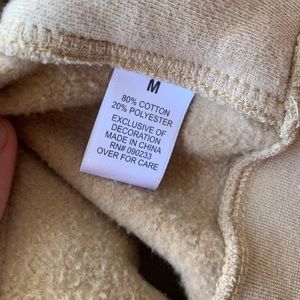 M
80% COTTON
20% POLYESTER
EXCLUSIVE OF
DECORATION
MADE IN CHINA
RN# 090233
OVER FOR CARE